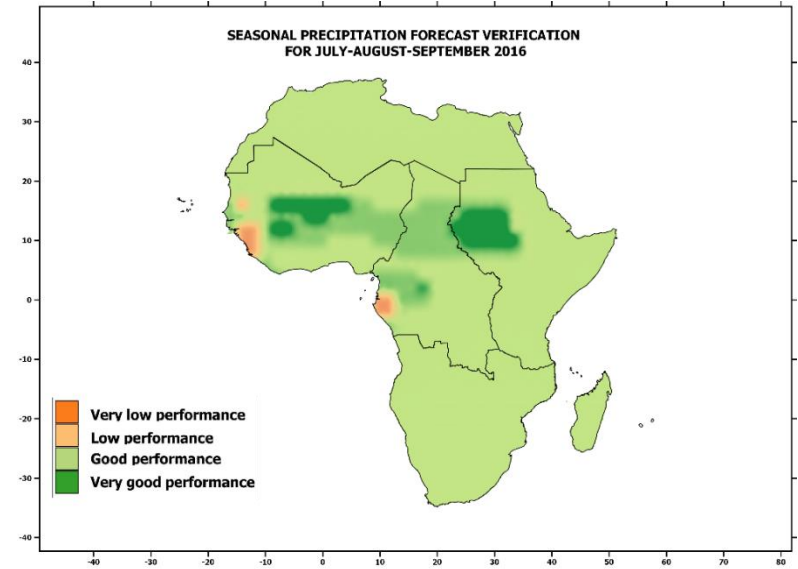 SEASONAL PRECIPITATION FORECAST VERIFICATION
FOR JULY-AUGUST-SEPTEMBER 2016
40
30
20
10
0
-10
-20
-30
-40
Very low performance
Low performance
Good performance
Very good performance
-40 -30 -20 -10 0 10 20 30 40 50 60 70 80